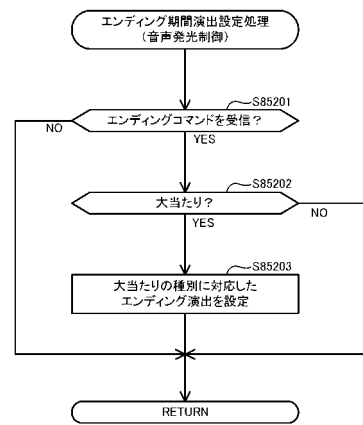 エンディング期間演出設定処理
（音声発光制御）
S85201
エンディングコマンドを受信？
NO
YES
S85202
大当たり？
NO
YES
S85203
大当たりの種別に対応した
エンディング演出を設定
RETURN